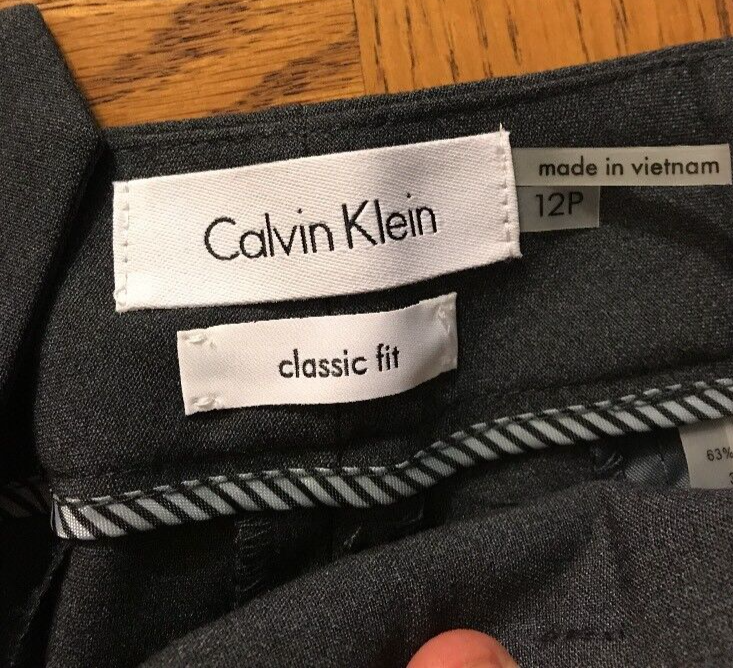 Calvin Klein
made in vietnam
12P
classic fit
63%